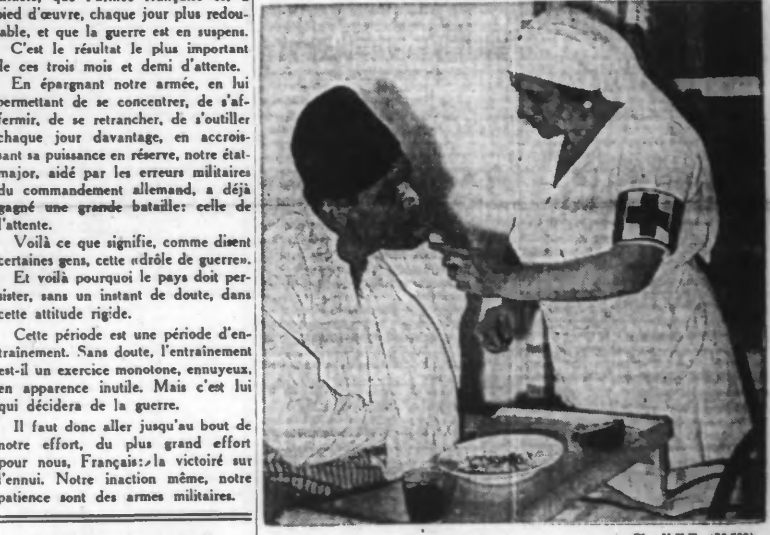 pied d'œuvre, chaque jour plus redou-
table, et que la guerre est en suspens.
C'est le résultat le plus important
de ces trois mois et demi d'attente.
En épargnant notre armée, en lui
permettant de se concentrer, de s'af-
fermir, de se retrancher, de s'outiller
chaque jour davantage, en accrois-
sant sa puissance en réserve, notre état-
major, aidé par les erreurs militaires
du commandement allemand, a déjà
gagné une grande bataille: celle de
l'attente.
Voilà ce que signifie, comme disent
certaines gens, cette «drôle de guerre».
Et voilà pourquoi le pays doit per-
sister, sans un instant de doute, dans
cette attitude rigide.
Cette période est une période d'en-
traînement. Sans doute, l'entraînement
est-il un exercice monotone, ennuyeux,
en apparence inutile. Mais c'est lui
qui décidera de la guerre.
Il faut donc aller jusqu'au bout de
notre effort, du plus grand effort
pour nous, Français: la victoiré sur
l'ennui. Notre inaction même, notre
patience sont des armes militaires.